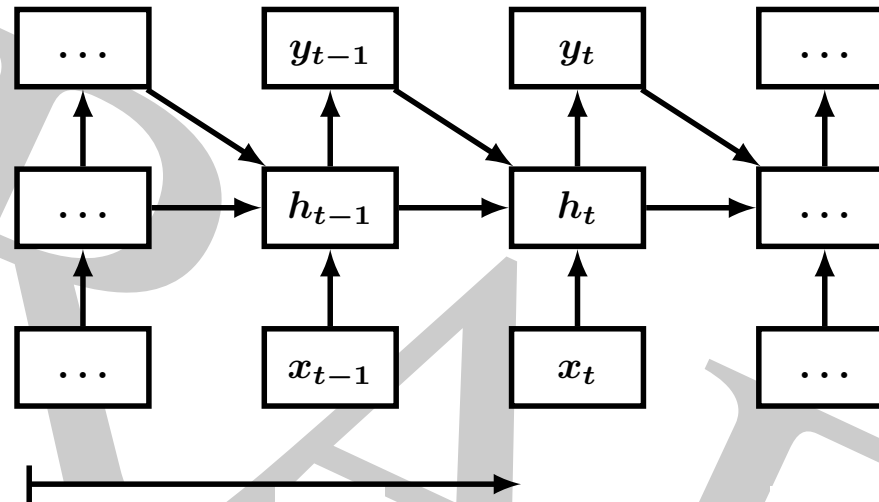 ... y_{t-1} y_t ...
... h_{t-1} h_t ...
... x_{t-1} x_t ...